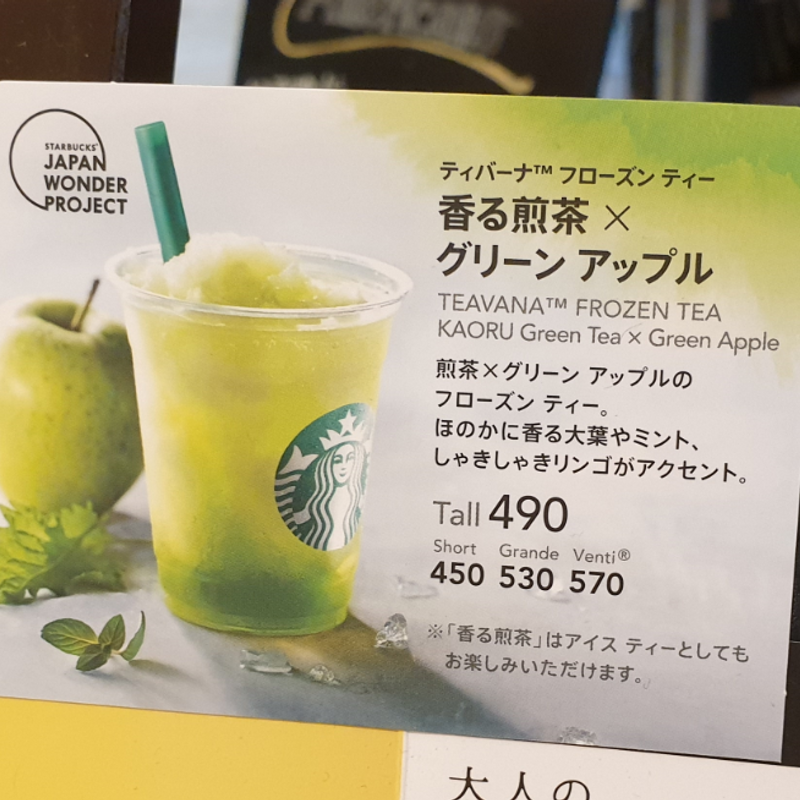 STARBUCKS®
JAPAN
WONDER
PROJECT
ティバーナ™ フローズン ティー
香る煎茶 ×
グリーン アップル
TEAVANA™ FROZEN TEA
KAORU Green Tea × Green Apple
煎茶×グリーン アップルの
フローズン ティー。
ほのかに香る大葉やミント、
しゃきしゃきリンゴがアクセント。
Tall 490
Short Grande Venti®
450 530 570
※「香る煎茶」はアイス ティーとしても
お楽しみいただけます。
大人の